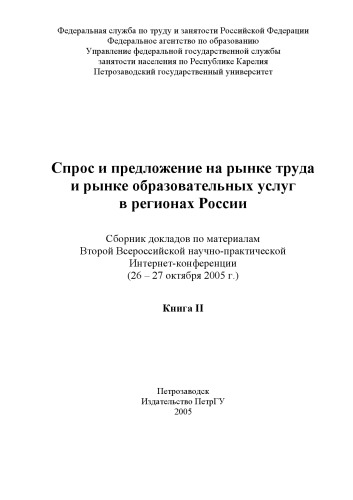 Федеральная служба по труду и занятости Российской Федерации
Федеральное агентство по образованию
Управление федеральной государственной службы
занятости населения по Республике Карелия
Петрозаводский государственный университет
Спрос и предложение на рынке труда
и рынке образовательных услуг
в регионах России
Сборник докладов по материалам
Второй Всероссийской научно-практической
Интернет-конференции
(26 – 27 октября 2005 г.)
Книга II
Петрозаводск
Издательство ПетрГУ
2005